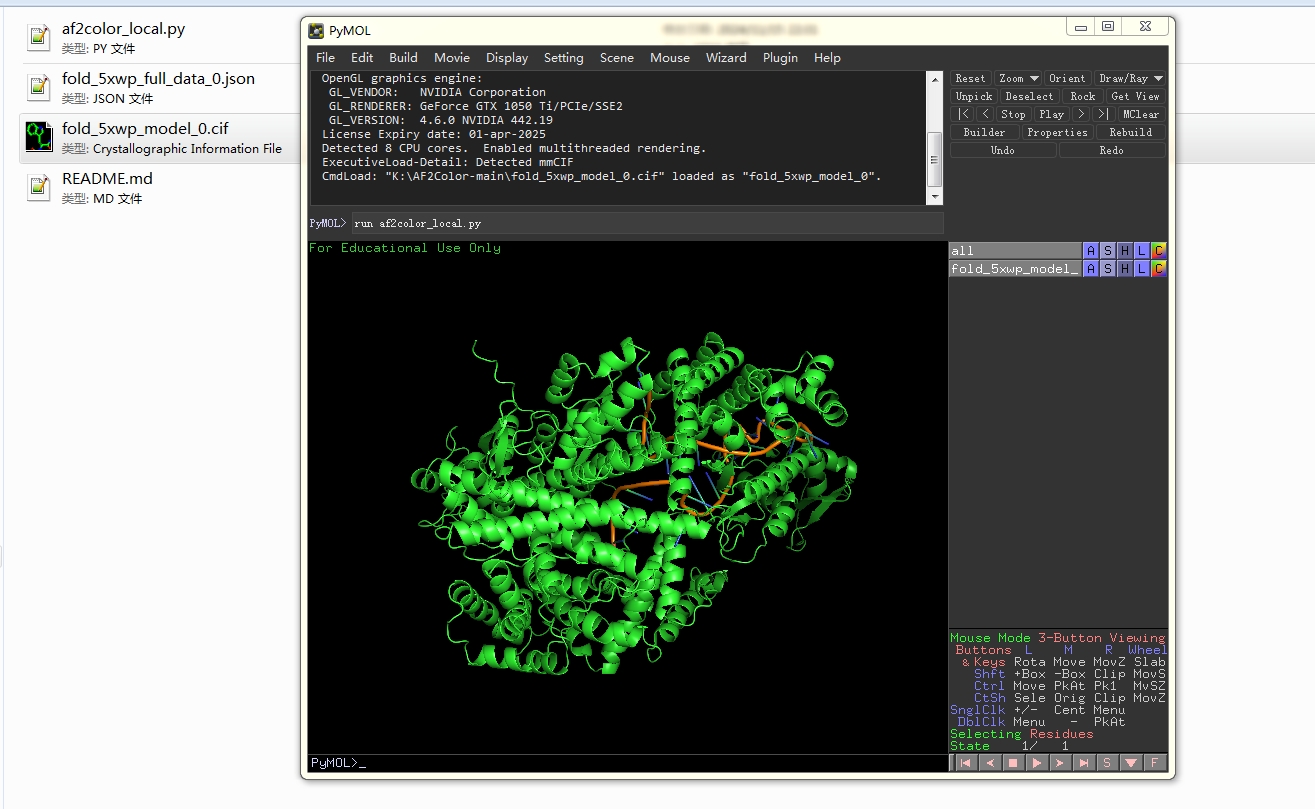 af2color_local.py
类型: PY 文件
fold_5xwp_full_data_0.json
类型: JSON 文件
fold_5xwp_model_0.cif
类型: Crystallographic Information File
README.md
类型: MD 文件
PyMOL
File Edit Build Movie Display Setting Scene Mouse Wizard Plugin Help
OpenGL graphics engine:
GL_VENDOR: NVIDIA Corporation
GL_RENDERER: GeForce GTX 1050 Ti/PCIe/SSE2
GL_VERSION: 4.6.0 NVIDIA 442.19
License Expiry date: 01-apr-2025
Detected 8 CPU cores. Enabled multithreaded rendering.
ExecutiveLoad-Detail: Detected mmCIF
CmdLoad: "K:\AF2Color-main\fold_5xwp_model_0.cif" loaded as "fold_5xwp_model_0".
PyMOL> run af2color_local.py
Reset Zoom Orient Draw/Ray
Unpick Deselect Rock Get View
|< < Stop Play > >| MClear
Builder Properties Rebuild
Undo Redo
For Educational Use Only
all A S H L C
fold_5xwp_model_ A S H L C
Mouse Mode 3-Button Viewing
Buttons L M R Wheel
& Keys Rota Move MovZ Slab
Shft +Box -Box Clip MovS
Ctrl Move PkAt Pk1 MvSZ
CtSh Sele Orig Clip MovZ
SnglClk +/- Cent Menu
DblClk Menu - PkAt
Selecting Residues
State 1/ 1
PyMOL>_
S F